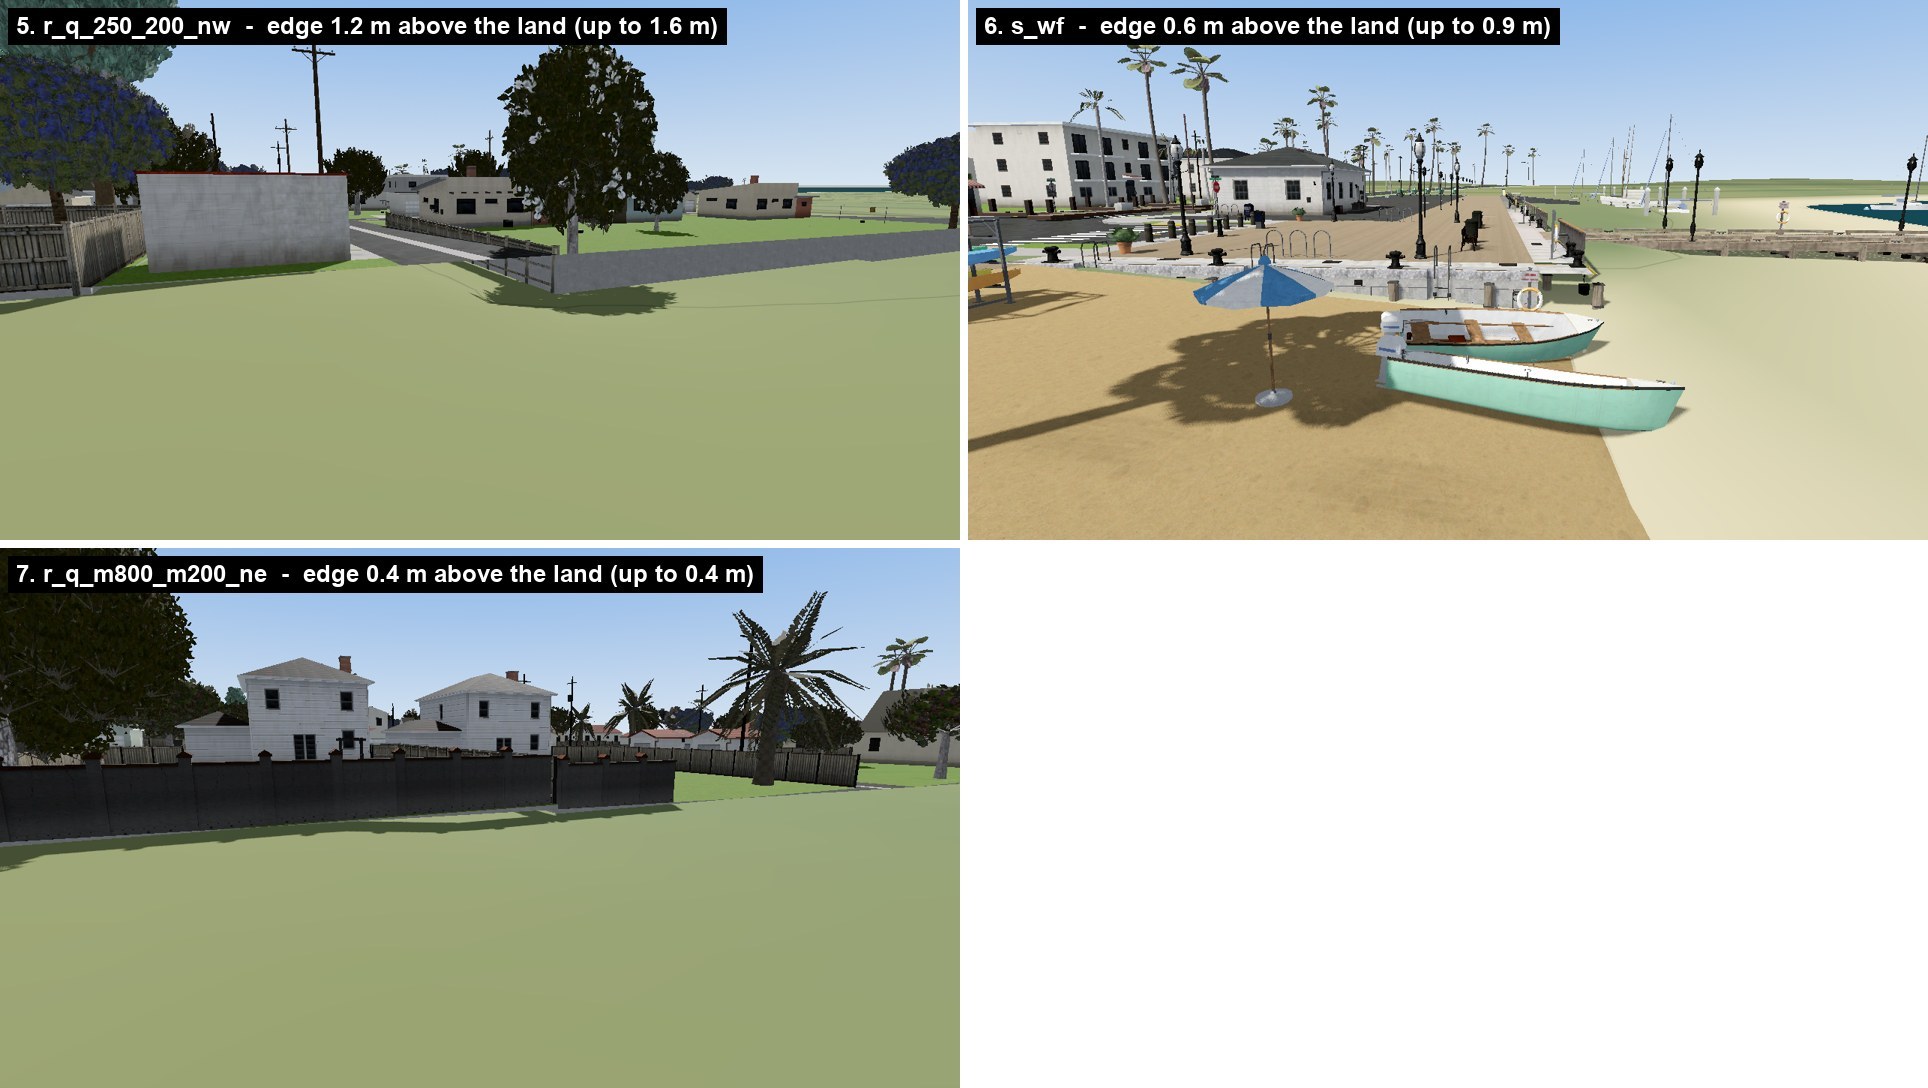 5. r_q_250_200_nw - edge 1.2 m above the land (up to 1.6 m)
6. s_wf - edge 0.6 m above the land (up to 0.9 m)
7. r_q_m800_m200_ne - edge 0.4 m above the land (up to 0.4 m)